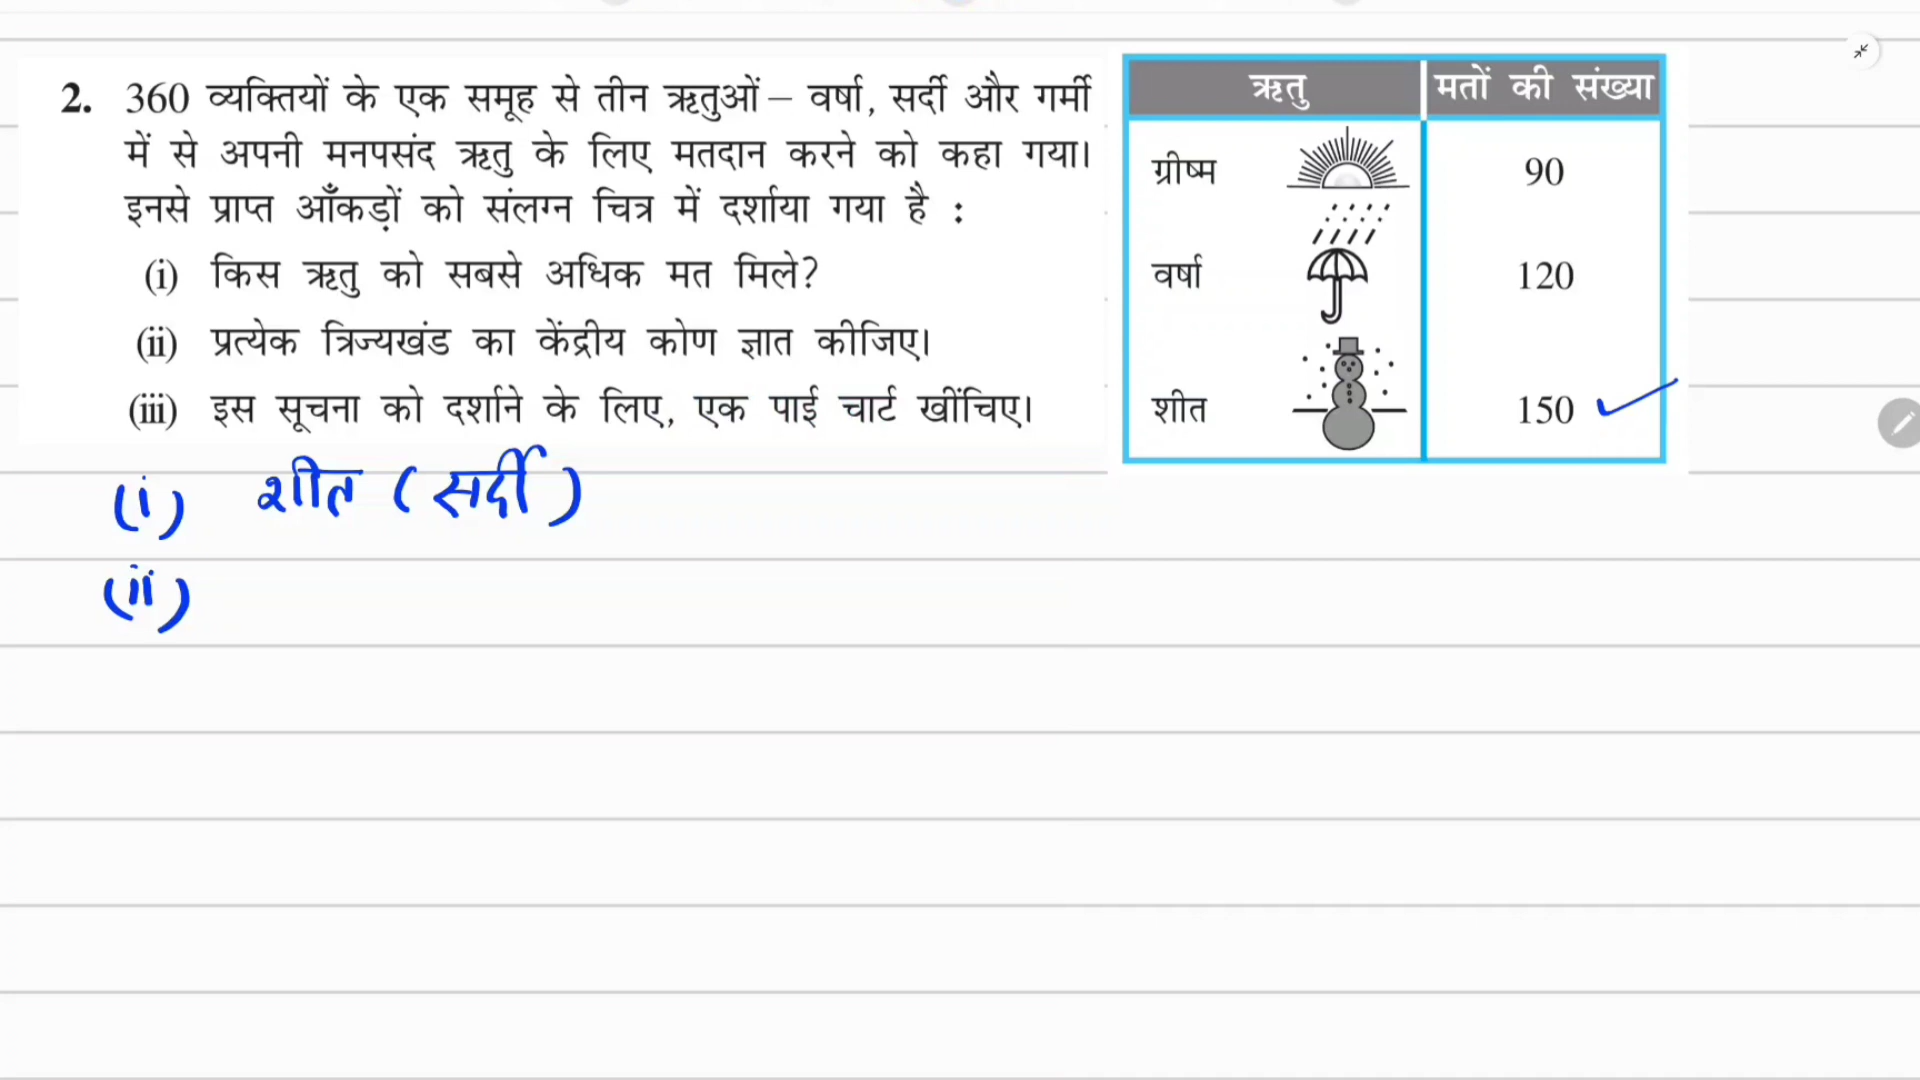 2. 360 व्यक्तियों के एक समूह से तीन ऋतुओं – वर्षा, सर्दी और गर्मी
में से अपनी मनपसंद ऋतु के लिए मतदान करने को कहा गया।
इनसे प्राप्त आँकड़ों को संलग्न चित्र में दर्शाया गया है :
(i) किस ऋतु को सबसे अधिक मत मिले?
(ii) प्रत्येक त्रिज्यखंड का केंद्रीय कोण ज्ञात कीजिए।
(iii) इस सूचना को दर्शाने के लिए, एक पाई चार्ट खींचिए।
ऋतु मतों की संख्या
ग्रीष्म 90
वर्षा 120
शीत 150
(i) शीत (सर्दी)
(ii)